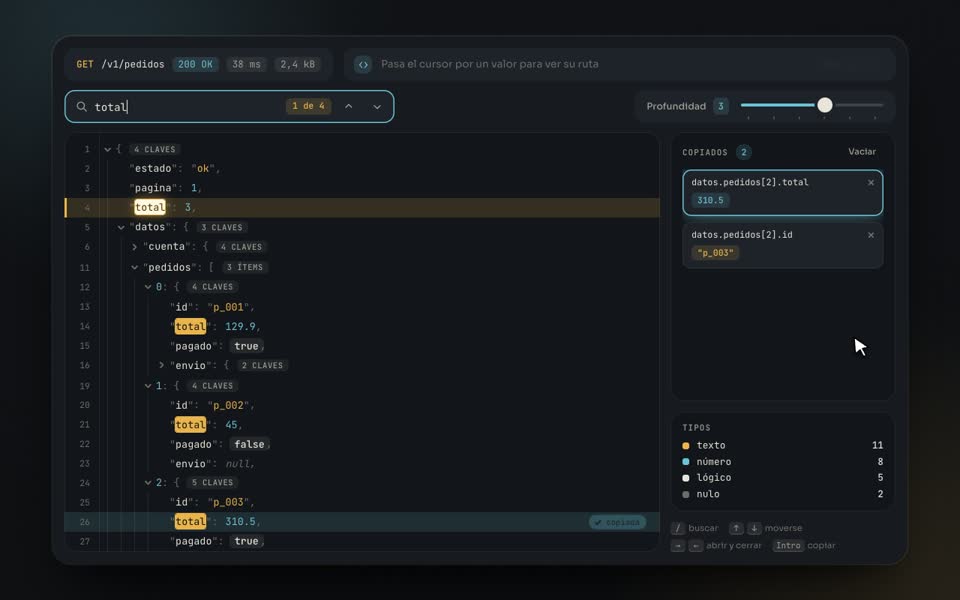 GET /v1/pedidos 200 OK 38 ms 2,4 kB
Pasa el cursor por un valor para ver su ruta
total 1 de 4
Profundidad 3
1 { 4 CLAVES
2 "estado": "ok",
3 "pagina": 1,
4 "total": 3,
5 "datos": { 3 CLAVES
6 "cuenta": { 4 CLAVES
11 "pedidos": [ 3 ÍTEMS
12 0: { 4 CLAVES
13 "id": "p_001",
14 "total": 129.9,
15 "pagado": true,
16 "envio": { 2 CLAVES
19 1: { 4 CLAVES
20 "id": "p_002",
21 "total": 45,
22 "pagado": false,
23 "envio": null,
24 2: { 5 CLAVES
25 "id": "p_003",
26 "total": 310.5, copiado
27 "pagado": true,
COPIADOS 2 Vaciar
datos.pedidos[2].total ×
310.5
datos.pedidos[2].id ×
"p_003"
TIPOS
texto 11
número 8
lógico 5
nulo 2
/ buscar ↑ ↓ moverse
→ ← abrir y cerrar Intro copiar